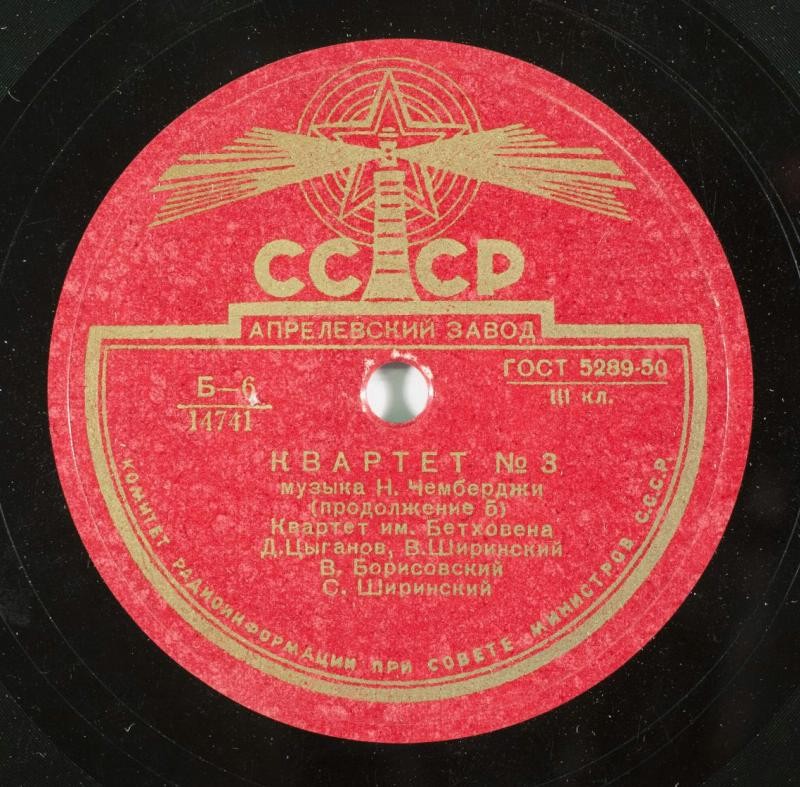 СССР
АПРЕЛЕВСКИЙ ЗАВОД
Б-6
14741
ГОСТ 5289-50
III кл.
КВАРТЕТ № 3
музыка Н. Чемберджи
(продолжение б)
Квартет им. Бетховена
Д.Цыганов, В.Ширинский
В. Борисовский
С. Ширинский
КОМИТЕТ РАДИОИНФОРМАЦИИ ПРИ СОВЕТЕ МИНИСТРОВ СССР.